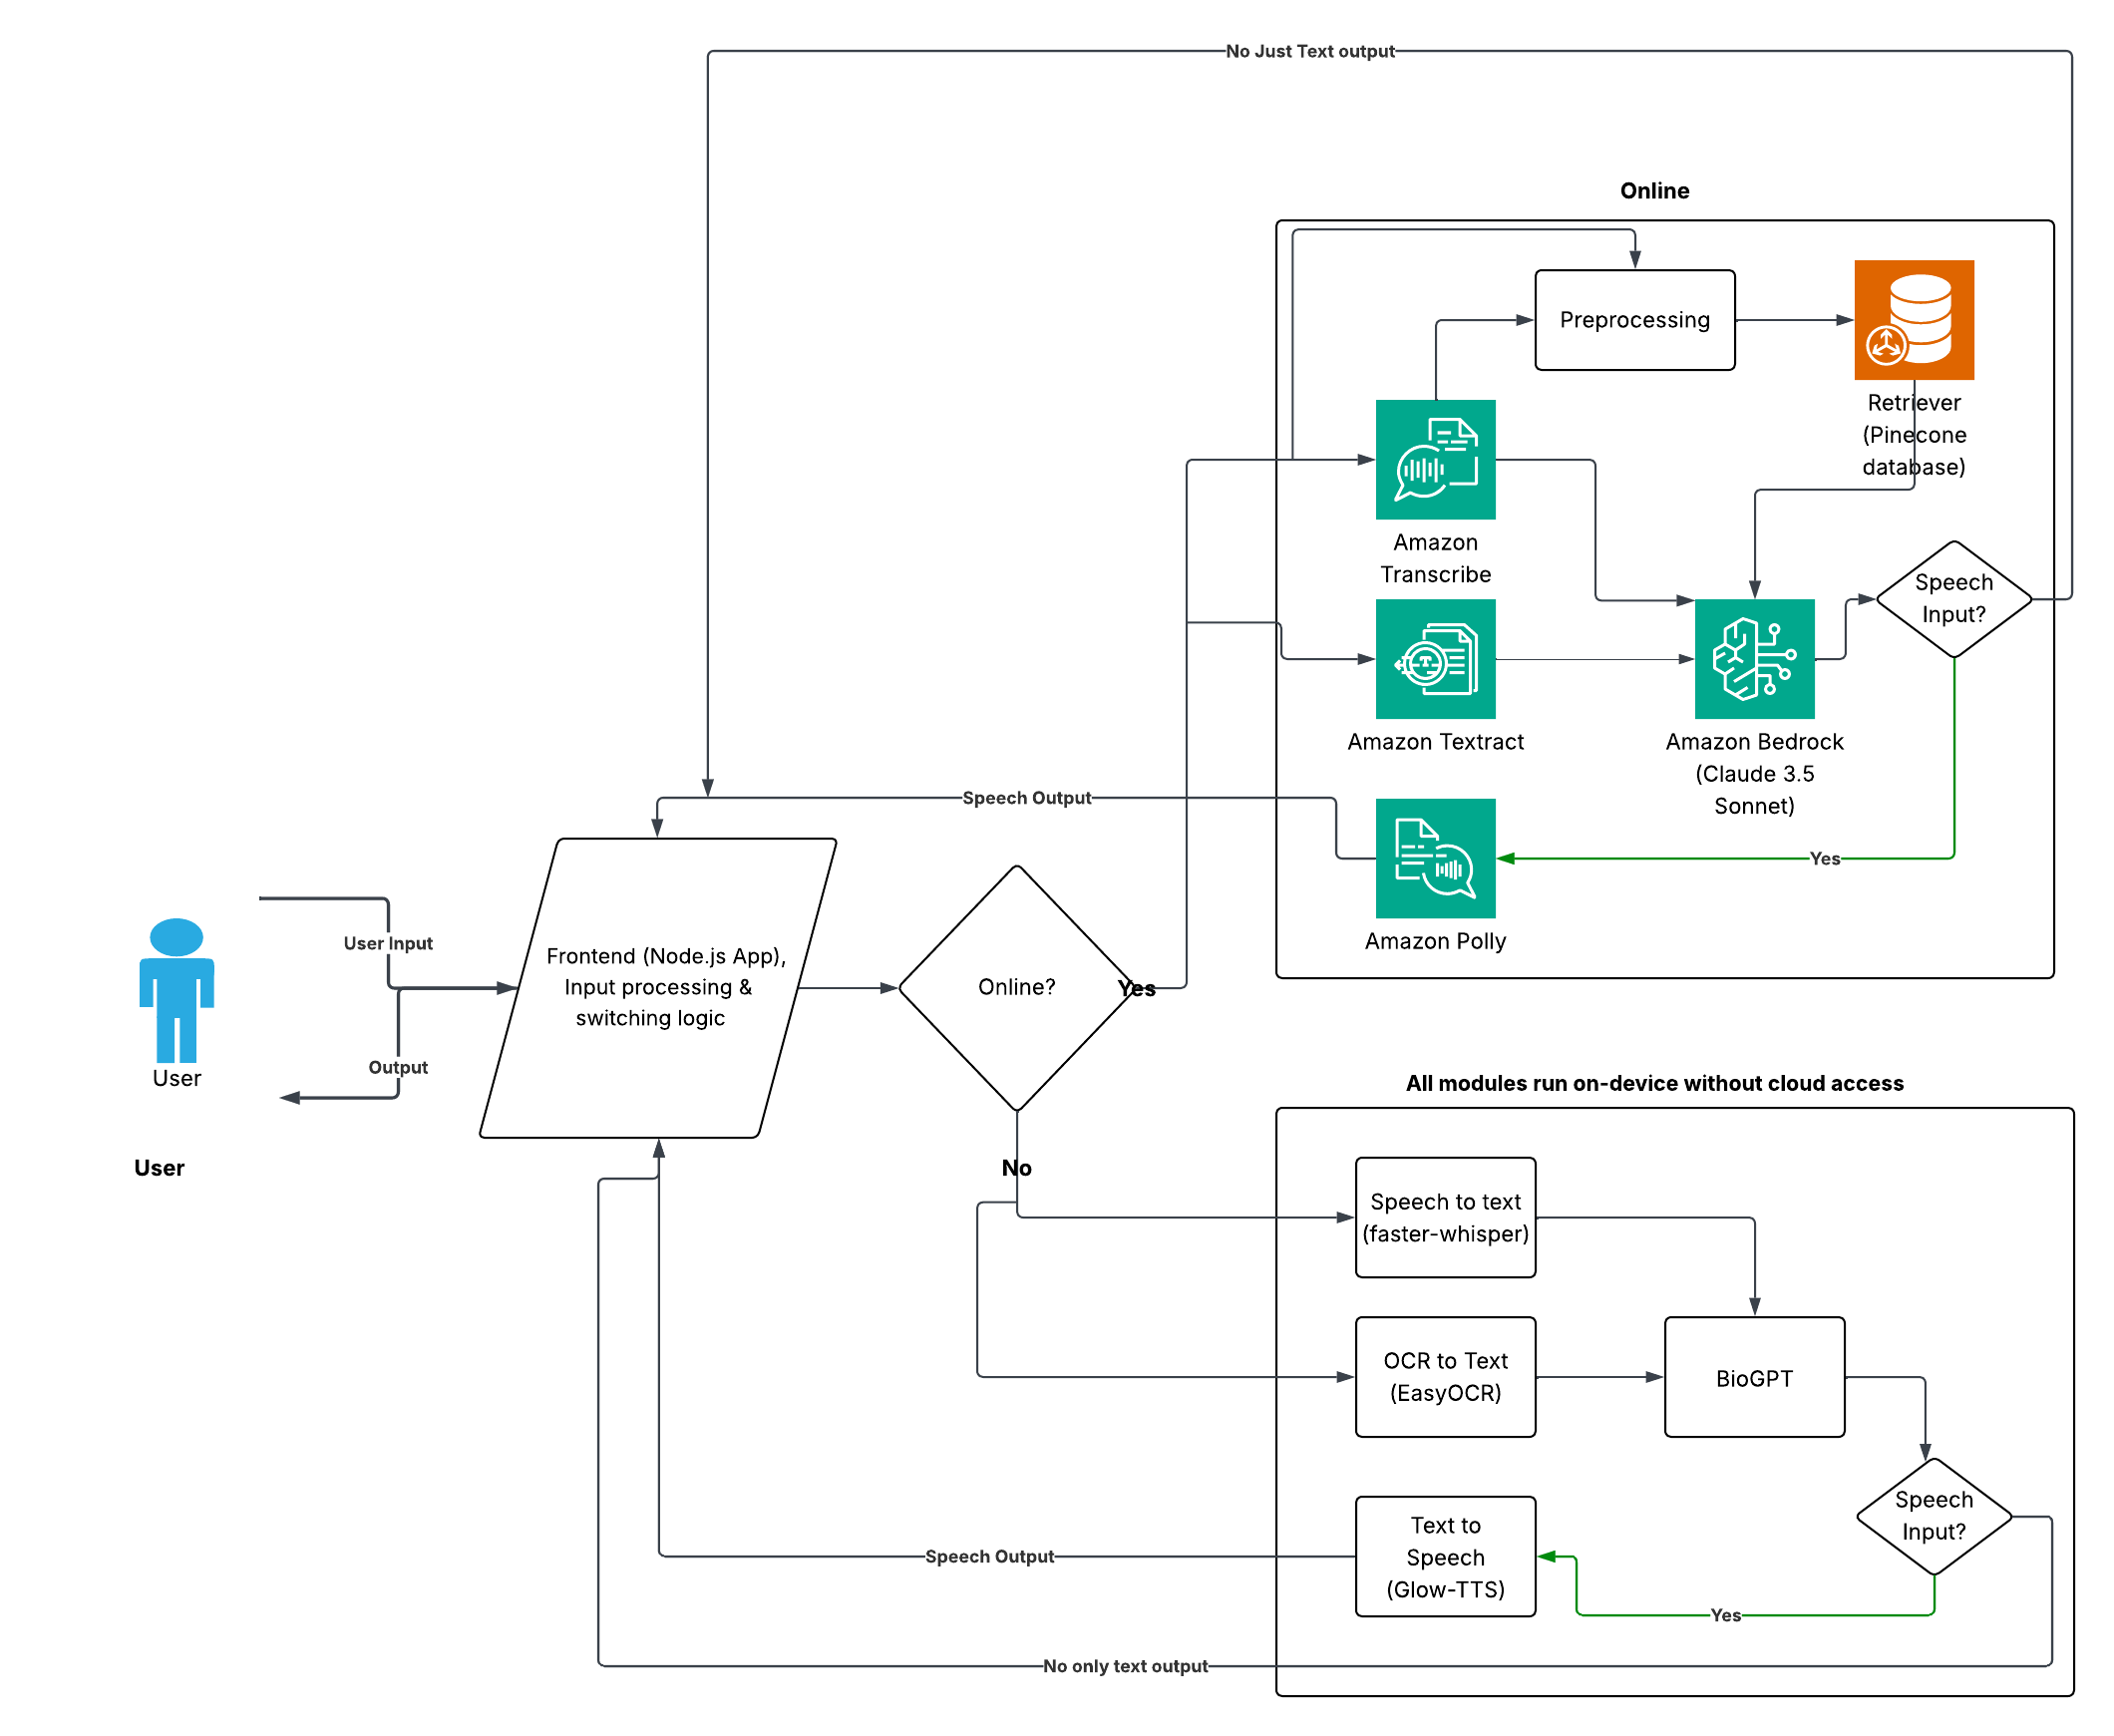 No Just Text output
Online
Preprocessing
Retriever
(Pinecone
database)
Amazon
Transcribe
Speech
Input?
Amazon Textract
Amazon Bedrock
(Claude 3.5
Sonnet)
Speech Output
Yes
Amazon Polly
User Input
Frontend (Node.js App),
Input processing &
switching logic
Online?
Yes
Output
User
User
No
All modules run on-device without cloud access
Speech to text
(faster-whisper)
OCR to Text
(EasyOCR)
BioGPT
Speech
Input?
Text to
Speech
(Glow-TTS)
Speech Output
Yes
No only text output